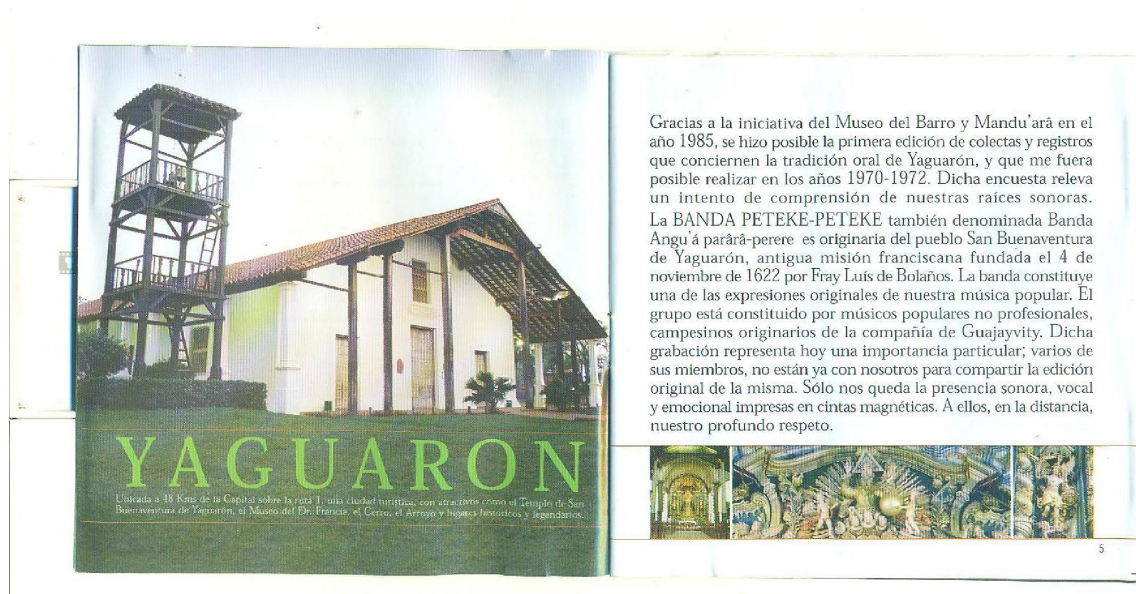 YAGUARON
Ubicada a 48 Kms de la Capital sobre la ruta 1, una ciudad turística, con atractivos como el Templo de San
Buenaventura de Yaguarón, el Museo del Dr. Francia, el Cerro, el Arroyo y lugares históricos y legendarios.
Gracias a la iniciativa del Museo del Barro y Mandu'arã en el
año 1985, se hizo posible la primera edición de colectas y registros
que conciernen la tradición oral de Yaguarón, y que me fuera
posible realizar en los años 1970-1972. Dicha encuesta releva
un intento de comprensión de nuestras raíces sonoras.
La BANDA PETEKE-PETEKE también denominada Banda
Angu'á parârâ-perere es originaria del pueblo San Buenaventura
de Yaguarón, antigua misión franciscana fundada el 4 de
noviembre de 1622 por Fray Luís de Bolaños. La banda constituye
una de las expresiones originales de nuestra música popular. El
grupo está constituido por músicos populares no profesionales,
campesinos originarios de la compañía de Guajayvity. Dicha
grabación representa hoy una importancia particular; varios de
sus miembros, no están ya con nosotros para compartir la edición
original de la misma. Sólo nos queda la presencia sonora, vocal
y emocional impresas en cintas magnéticas. A ellos, en la distancia,
nuestro profundo respeto.
5